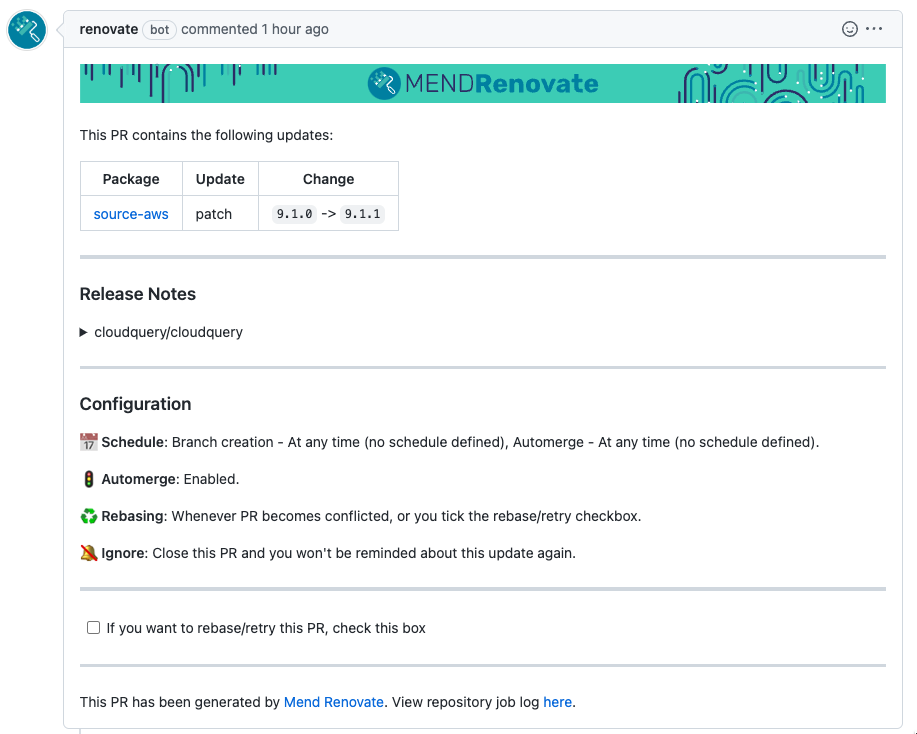 renovate bot commented 1 hour ago
MENDRenovate
This PR contains the following updates:
Package Update Change
source-aws patch 9.1.0 -> 9.1.1
Release Notes
cloudquery/cloudquery
Configuration
17 Schedule: Branch creation - At any time (no schedule defined), Automerge - At any time (no schedule defined).
Automerge: Enabled.
Rebasing: Whenever PR becomes conflicted, or you tick the rebase/retry checkbox.
Ignore: Close this PR and you won't be reminded about this update again.
If you want to rebase/retry this PR, check this box
This PR has been generated by Mend Renovate. View repository job log here.